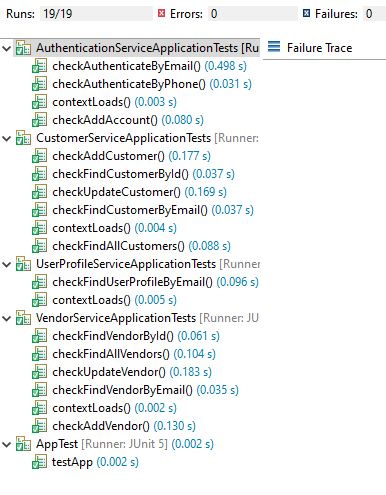 Runs: 19/19 Errors: 0 Failures: 0
AuthenticationServiceApplicationTests [Ru
Failure Trace
checkAuthenticateByEmail() (0.498 s)
checkAuthenticateByPhone() (0.031 s)
contextLoads() (0.003 s)
checkAddAccount() (0.080 s)
CustomerServiceApplicationTests [Runner:
checkAddCustomer() (0.177 s)
checkFindCustomerById() (0.037 s)
checkUpdateCustomer() (0.169 s)
checkFindCustomerByEmail() (0.037 s)
contextLoads() (0.004 s)
checkFindAllCustomers() (0.088 s)
UserProfileServiceApplicationTests [Runner
checkFindUserProfileByEmail() (0.096 s)
contextLoads() (0.005 s)
VendorServiceApplicationTests [Runner: JU
checkFindVendorById() (0.061 s)
checkFindAllVendors() (0.104 s)
checkUpdateVendor() (0.183 s)
checkFindVendorByEmail() (0.035 s)
contextLoads() (0.002 s)
checkAddVendor() (0.130 s)
AppTest [Runner: JUnit 5] (0.002 s)
testApp (0.002 s)